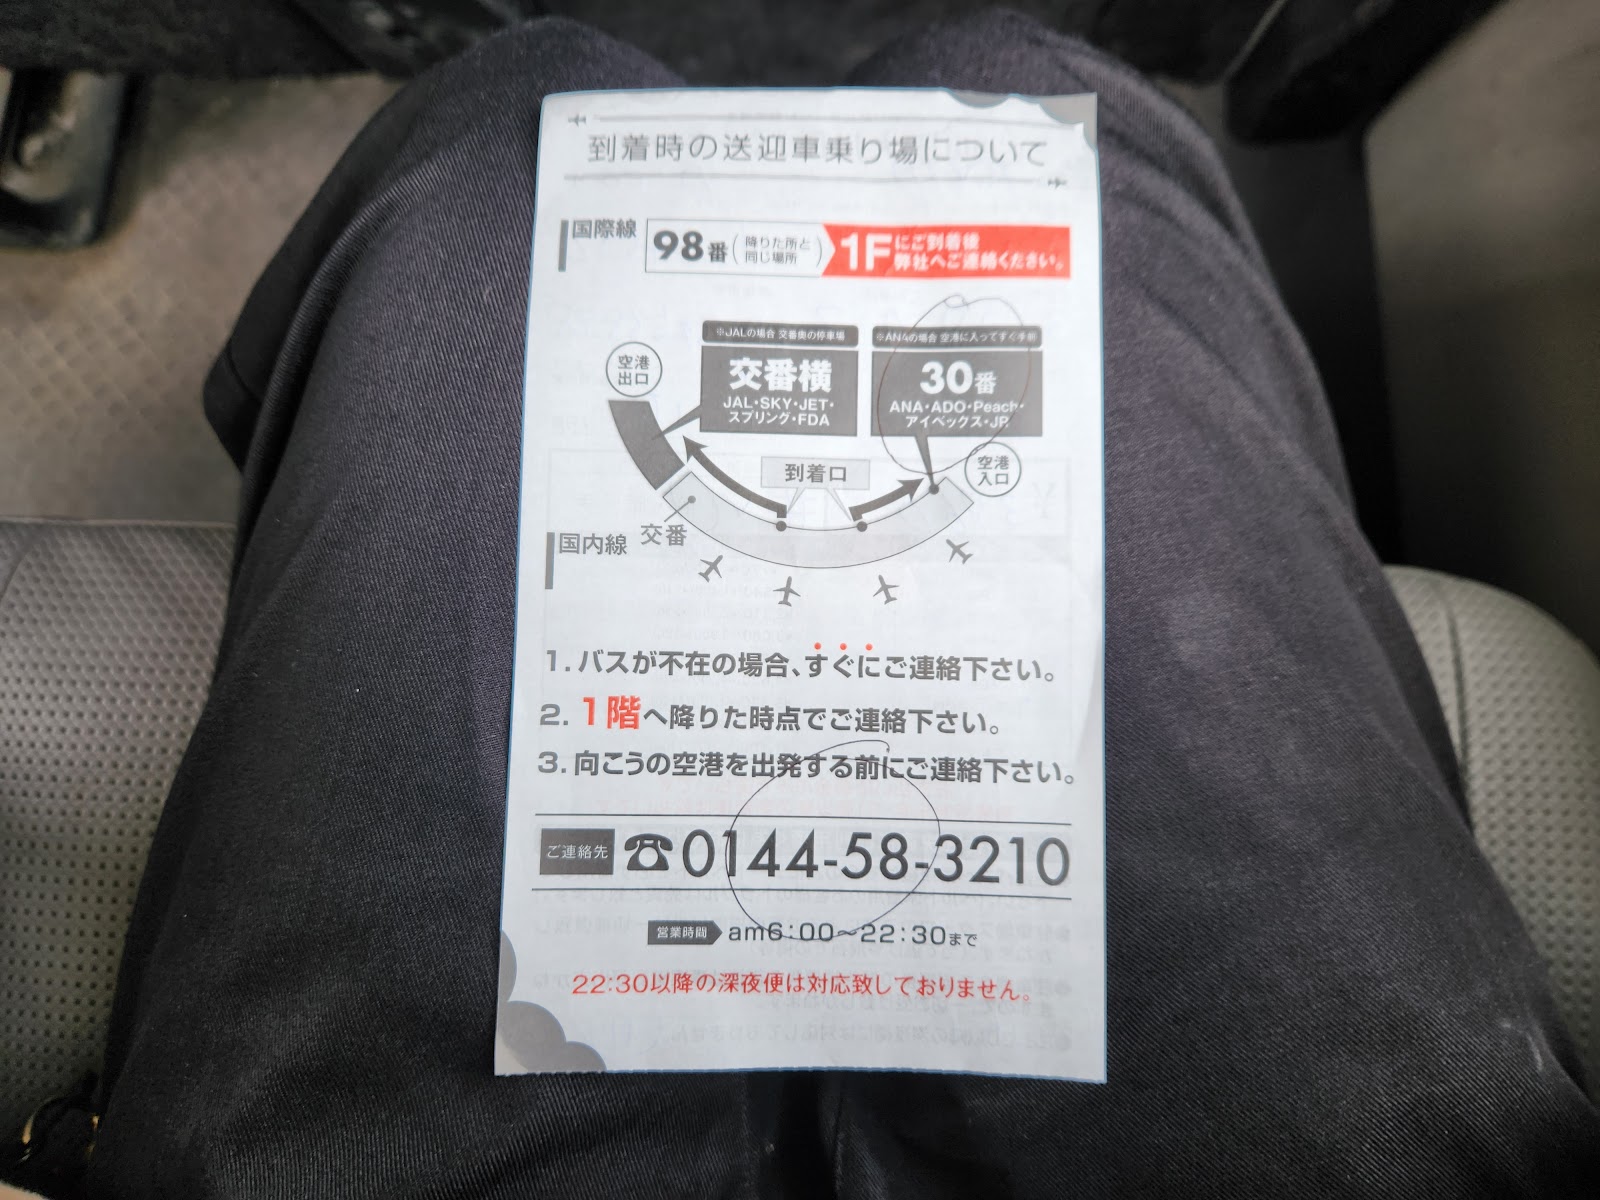 到着時の送迎車乗り場について
国際線
98番(降りた所と
同じ場所)
1Fにご到着後
弊社へご連絡ください。
※JALの場合 交番奥の停車場
交番横
JAL・SKY・JET・
スプリング・FDA
※ANAの場合 空港に入ってすぐ手前
30番
ANA・ADO・Peach・
アイベックス・JP
空港
出口
到着口
空港
入口
交番
国内線
1. バスが不在の場合、すぐにご連絡下さい。
2. 1階へ降りた時点でご連絡下さい。
3. 向こうの空港を出発する前にご連絡下さい。
ご連絡先 ☎0144-58-3210
営業時間 am6:00〜22:30まで
22:30以降の深夜便は対応致しておりません。